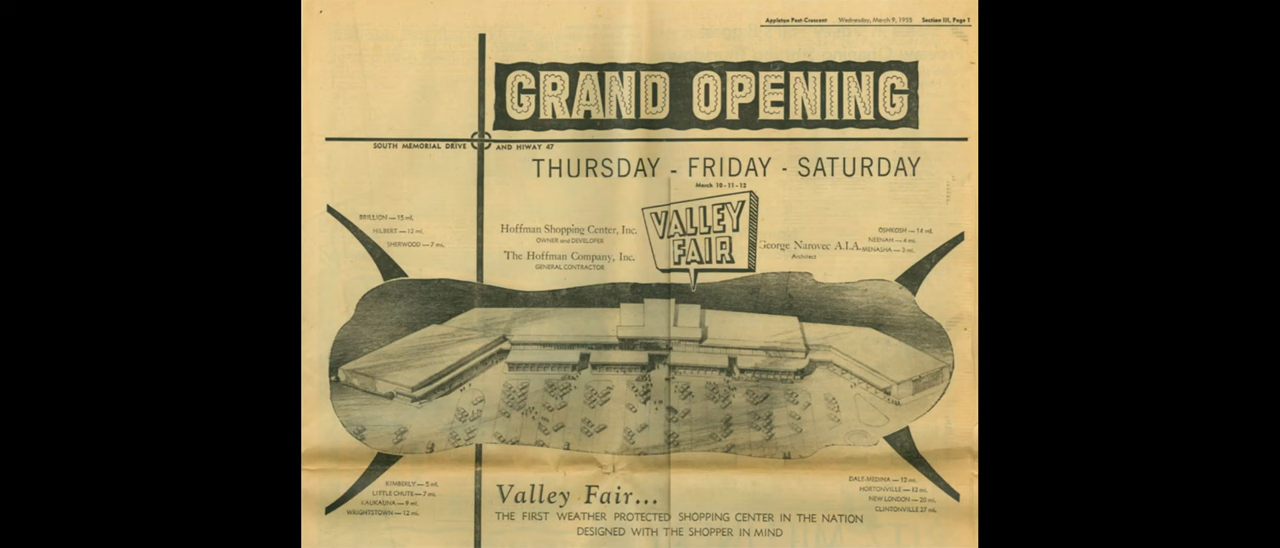 Appleton Post-Crescent Wednesday, March 9, 1955 Section III, Page 1
GRAND OPENING
SOUTH MEMORIAL DRIVE AND HIWAY 47
THURSDAY - FRIDAY - SATURDAY
March 10-11-12
VALLEY
FAIR
BRILLION — 15 mi.
HILBERT — 12 mi.
SHERWOOD — 7 mi.
Hoffman Shopping Center, Inc.
OWNER and DEVELOPER
The Hoffman Company, Inc.
GENERAL CONTRACTOR
George Narovec A.I.A.
Architect
OSHKOSH — 14 mi.
NEENAH — 4 mi.
MENASHA — 3 mi.
KIMBERLY — 5 mi.
LITTLE CHUTE — 7 mi.
KAUKAUNA — 9 mi.
WRIGHTSTOWN — 12 mi.
DALE-MEDINA — 12 mi.
HORTONVILLE — 13 mi.
NEW LONDON — 20 mi.
CLINTONVILLE 37 mi.
Valley Fair...
THE FIRST WEATHER PROTECTED SHOPPING CENTER IN THE NATION
DESIGNED WITH THE SHOPPER IN MIND